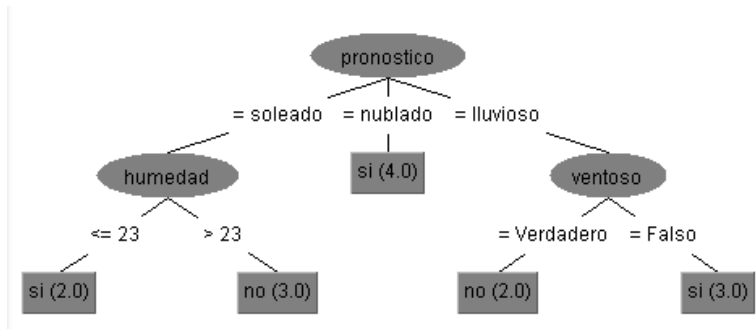 pronostico
= soleado = nublado = lluvioso
humedad
si (4.0)
ventoso
<= 23 > 23
= Verdadero = Falso
si (2.0)
no (3.0)
no (2.0)
si (3.0)